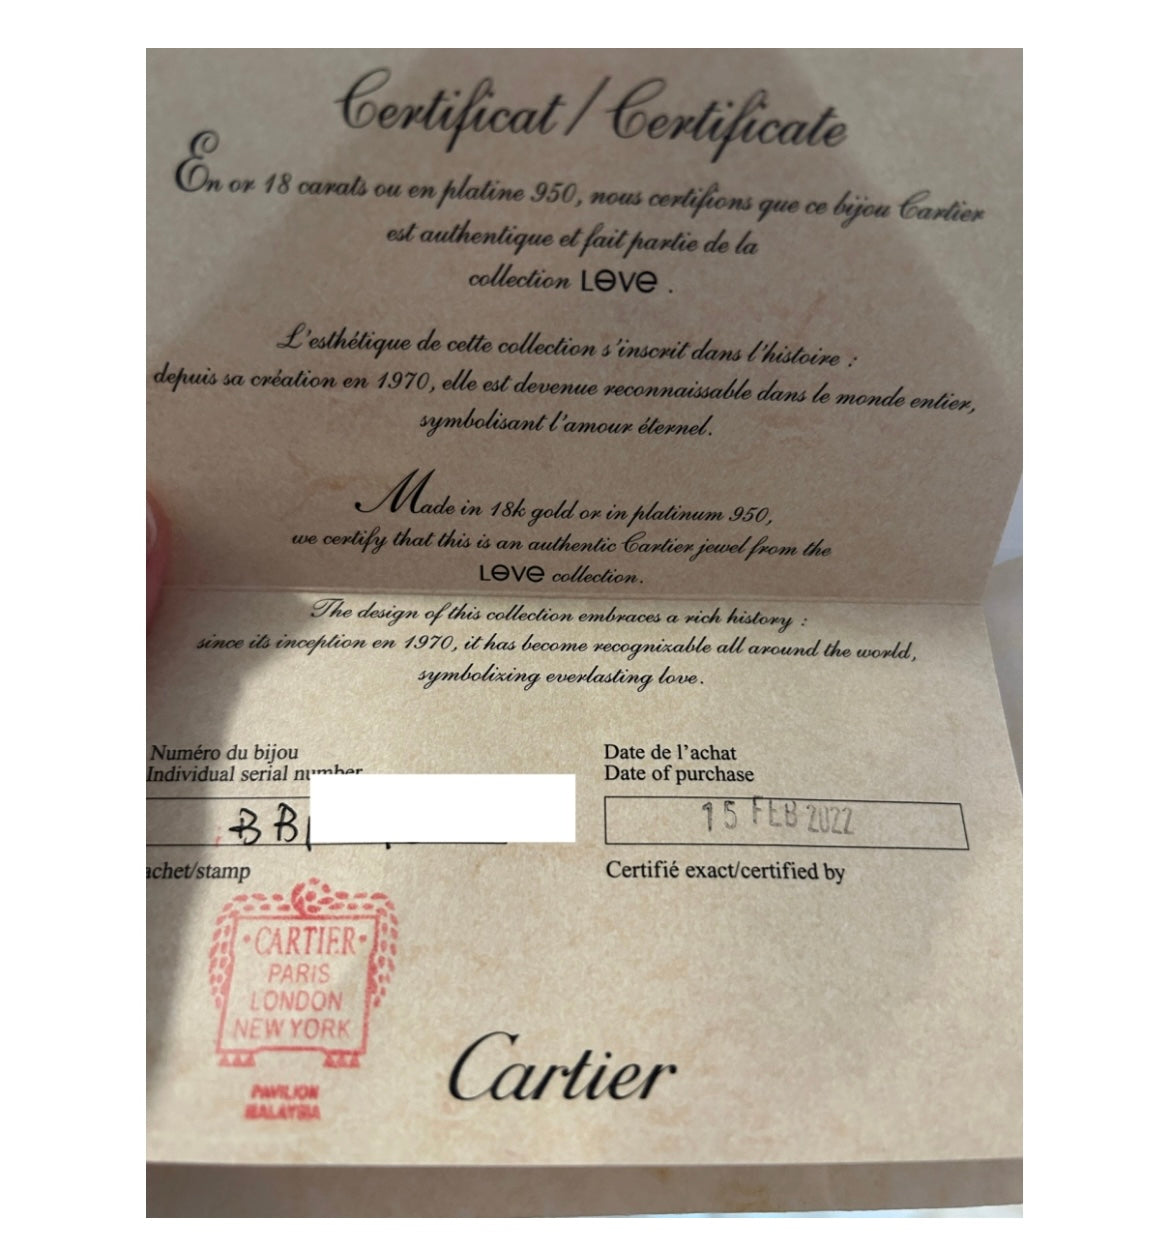 Certificat / Certificate
En or 18 carats ou en platine 950, nous certifions que ce bijou Cartier
est authentique et fait partie de la
collection LOVE .
L'esthétique de cette collection s'inscrit dans l'histoire :
depuis sa création en 1970, elle est devenue reconnaissable dans le monde entier,
symbolisant l'amour éternel.
Made in 18k gold or in platinum 950,
we certify that this is an authentic Cartier jewel from the
LOVE collection.
The design of this collection embraces a rich history :
since its inception en 1970, it has become recognizable all around the world,
symbolizing everlasting love.
Numéro du bijou
Individual serial number
BB
Date de l'achat
Date of purchase
15 FEB 2022
achet/stamp
Certifié exact/certified by
CARTIER
PARIS
LONDON
NEW YORK
PAVILION
MALAYSIA
Cartier